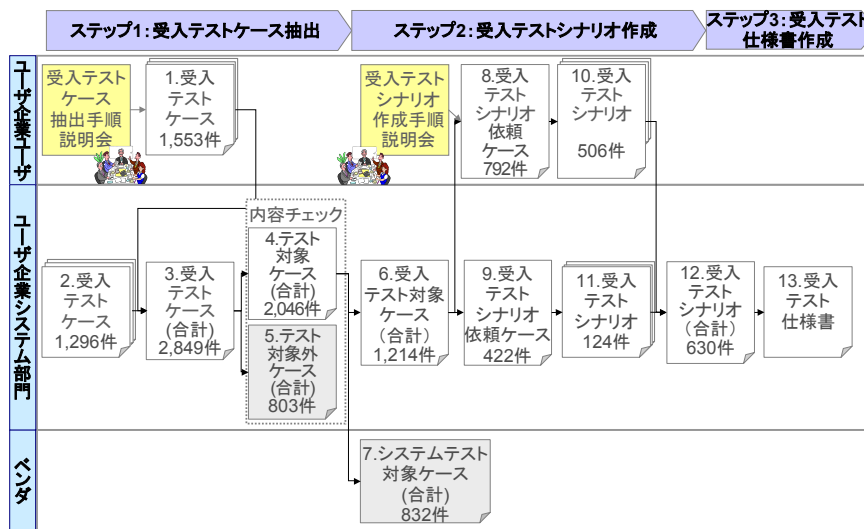 ステップ1：受入テストケース抽出
ステップ2：受入テストシナリオ作成
ステップ3：受入テスト
仕様書作成
ユーザ企業ユーザ
受入テスト
ケース
抽出手順
説明会
1.受入
テスト
ケース
1,553件
受入テスト
シナリオ
作成手順
説明会
8.受入
テスト
シナリオ
依頼
ケース
792件
10.受入
テスト
シナリオ
506件
ユーザ企業システム部門
2.受入
テスト
ケース
1,296件
3.受入
テスト
ケース
(合計)
2,849件
内容チェック
4.テスト
対象
ケース
(合計)
2,046件
5.テスト
対象外
ケース
(合計)
803件
6.受入
テスト対象
ケース
（合計）
1,214件
9.受入
テスト
シナリオ
依頼ケース
422件
11.受入
テスト
シナリオ
124件
12.受入
テスト
シナリオ
（合計）
630件
13.受入
テスト
仕様書
ベンダ
7.システムテスト
対象ケース
(合計)
832件